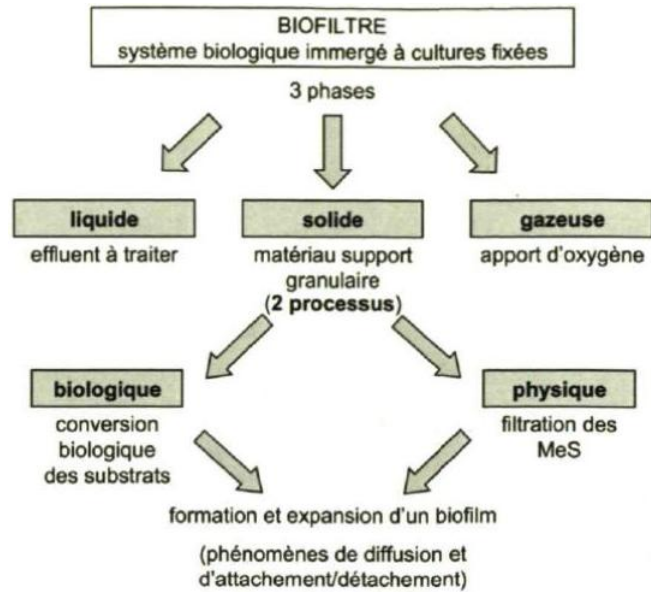 BIOFILTRE
système biologique immergé à cultures fixées
3 phases
liquide
effluent à traiter
solide
matériau support
granulaire
(2 processus)
gazeuse
apport d'oxygène
biologique
conversion
biologique
des substrats
physique
filtration des
MeS
formation et expansion d'un biofilm
(phénomènes de diffusion et
d'attachement/détachement)